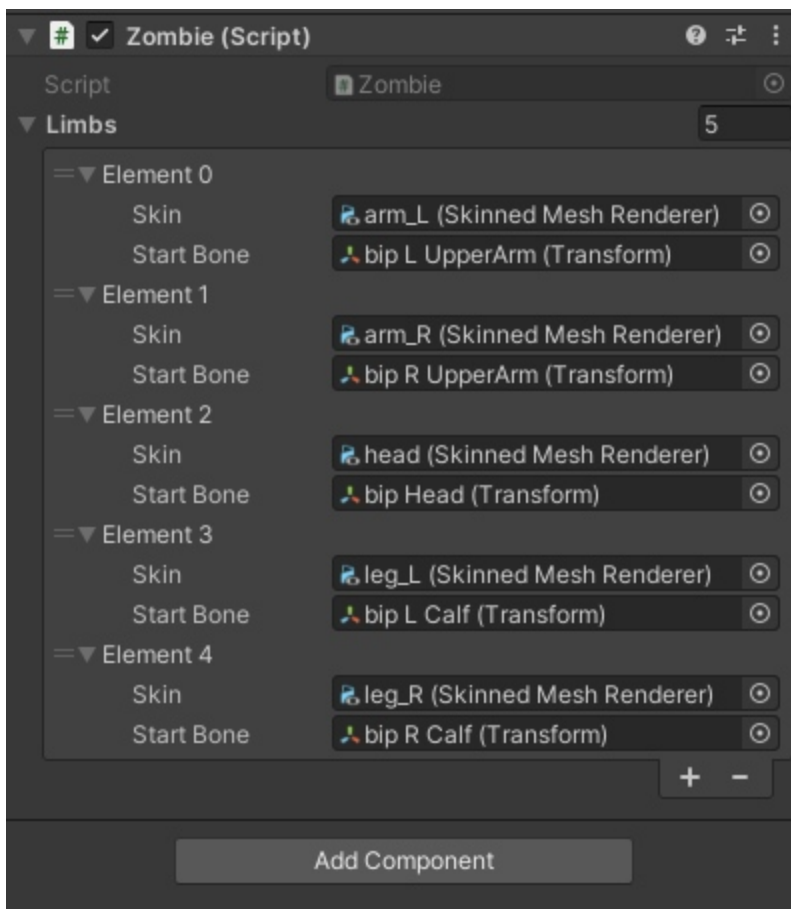 # Zombie (Script)
Script # Zombie
Limbs 5
Element 0
Skin arm_L (Skinned Mesh Renderer)
Start Bone bip L UpperArm (Transform)
Element 1
Skin arm_R (Skinned Mesh Renderer)
Start Bone bip R UpperArm (Transform)
Element 2
Skin head (Skinned Mesh Renderer)
Start Bone bip Head (Transform)
Element 3
Skin leg_L (Skinned Mesh Renderer)
Start Bone bip L Calf (Transform)
Element 4
Skin leg_R (Skinned Mesh Renderer)
Start Bone bip R Calf (Transform)
+ -
Add Component